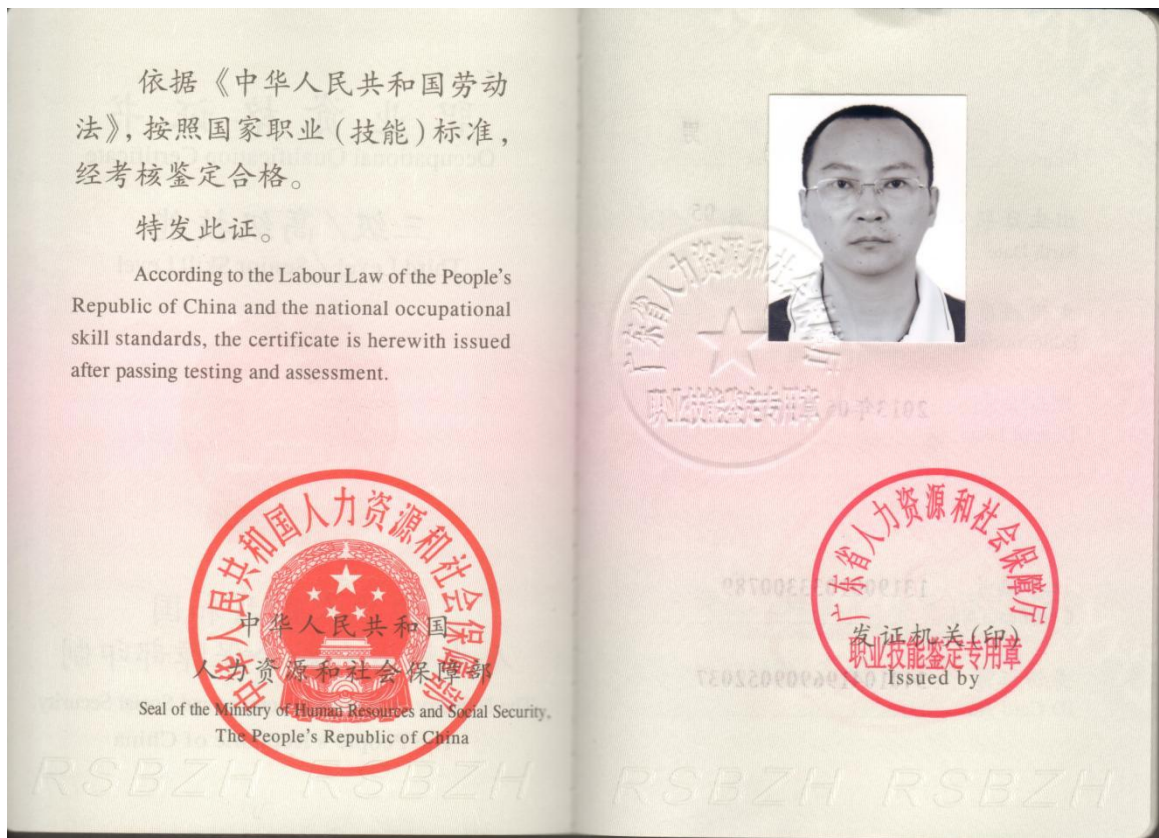 依据《中华人民共和国劳动
法》，按照国家职业（技能）标准，
经考核鉴定合格。
特发此证。
According to the Labour Law of the People's
Republic of China and the national occupational
skill standards, the certificate is herewith issued
after passing testing and assessment.
中华人民共和国人力资源和社会保障部
中华人民共和国
人力资源和社会保障部
Seal of the Ministry of Human Resources and Social Security,
The People's Republic of China
RSBZH RSBZH
广东省人力资源和社会保障厅
职业技能鉴定专用章
广东省人力资源和社会保障厅
发证机关(印)
职业技能鉴定专用章
Issued by
RSBZH RSBZH